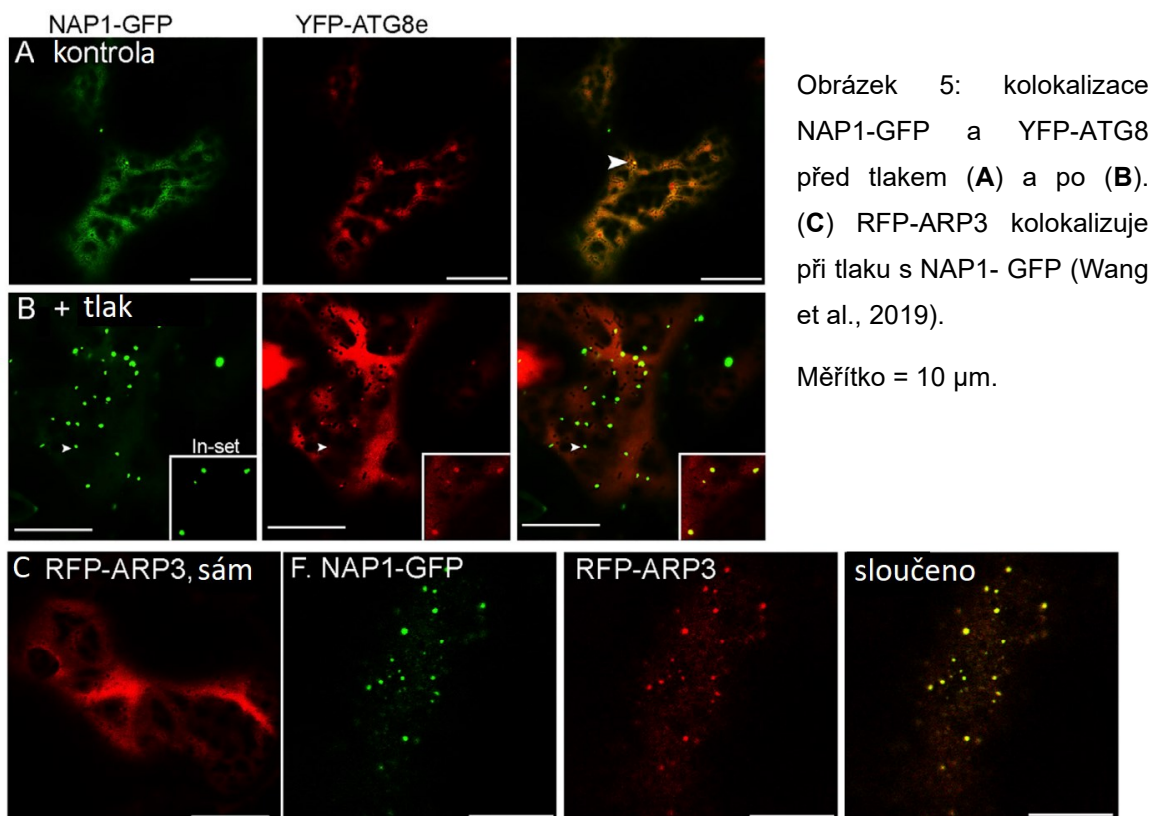 NAP1-GFP YFP-ATG8e
A kontrola
B + tlak
In-set
C RFP-ARP3, sám F. NAP1-GFP RFP-ARP3 sloučeno
Obrázek 5: kolokalizace
NAP1-GFP a YFP-ATG8
před tlakem (A) a po (B).
(C) RFP-ARP3 kolokalizuje
při tlaku s NAP1- GFP (Wang
et al., 2019).
Měřítko = 10 µm.